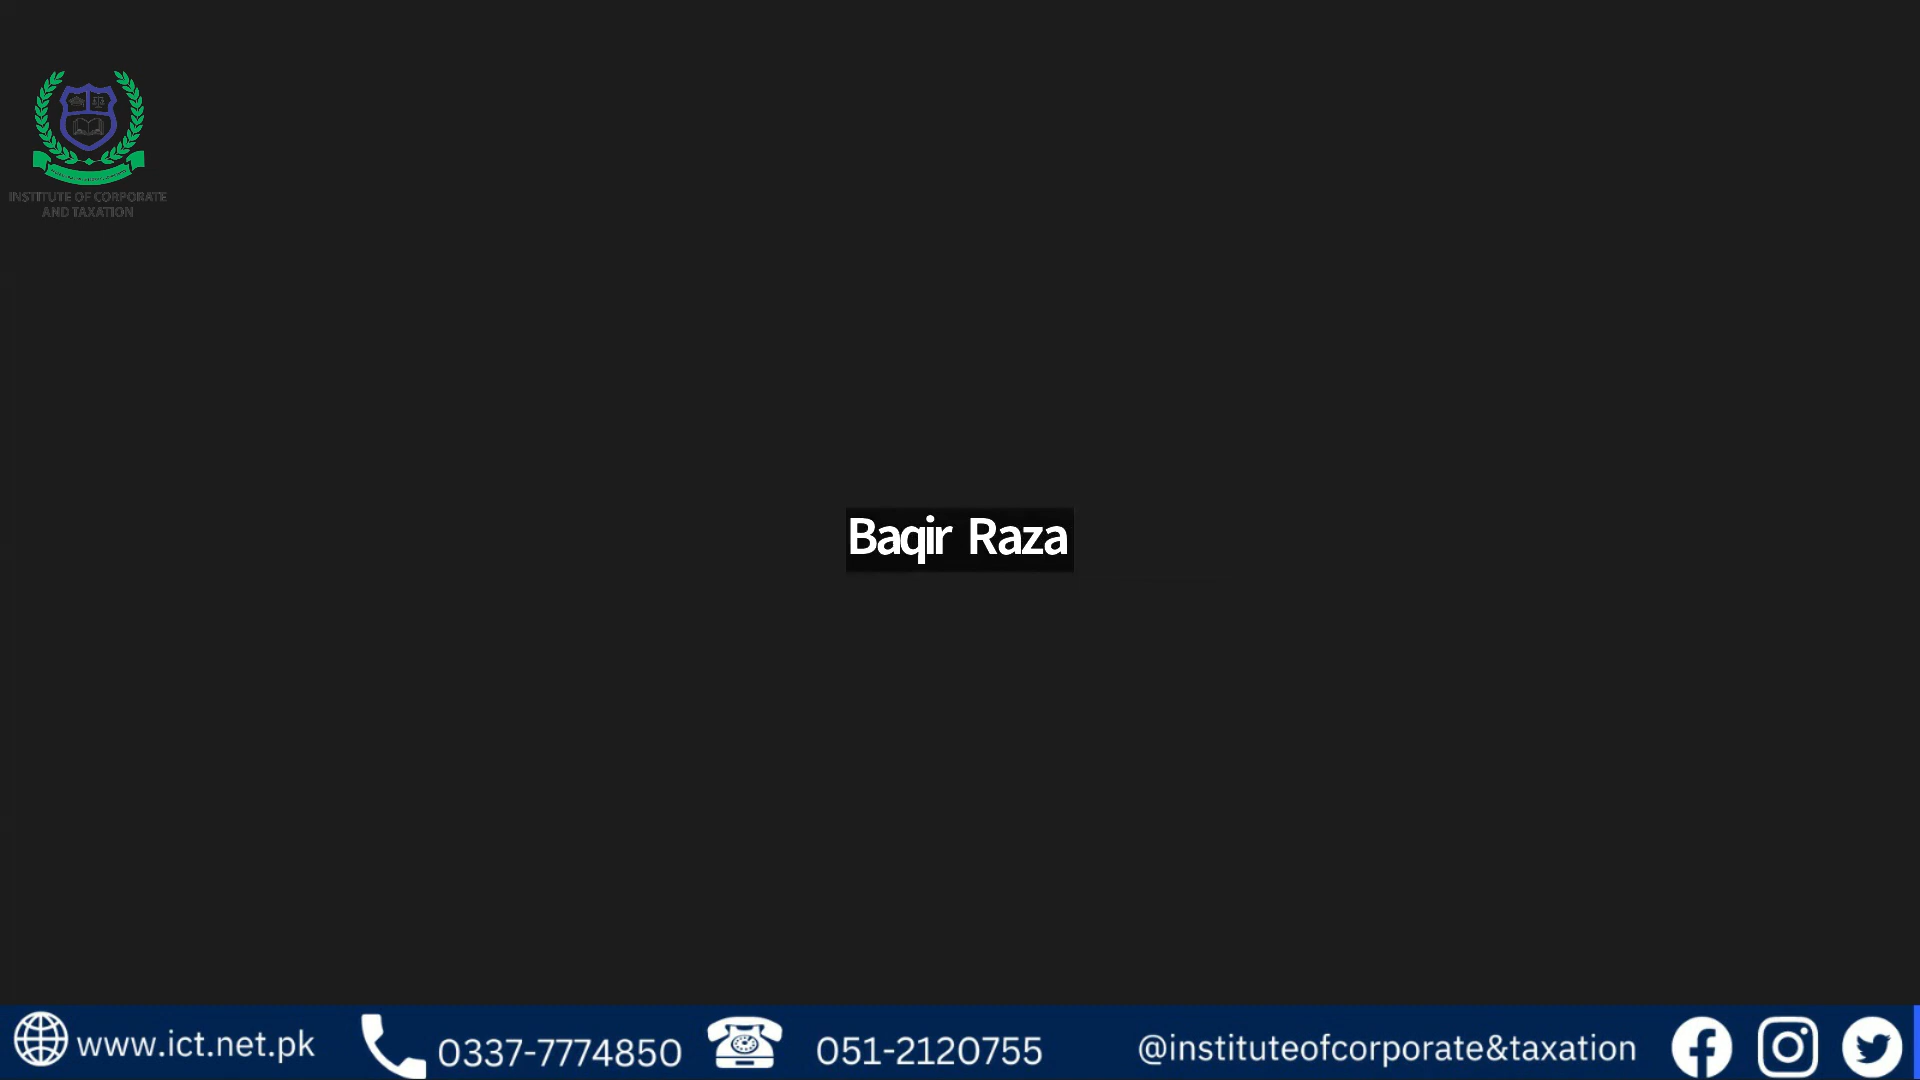 INSTITUTE OF CORPORATE
AND TAXATION
Baqir Raza
www.ict.net.pk
0337-7774850
051-2120755
@instituteofcorporate&taxation